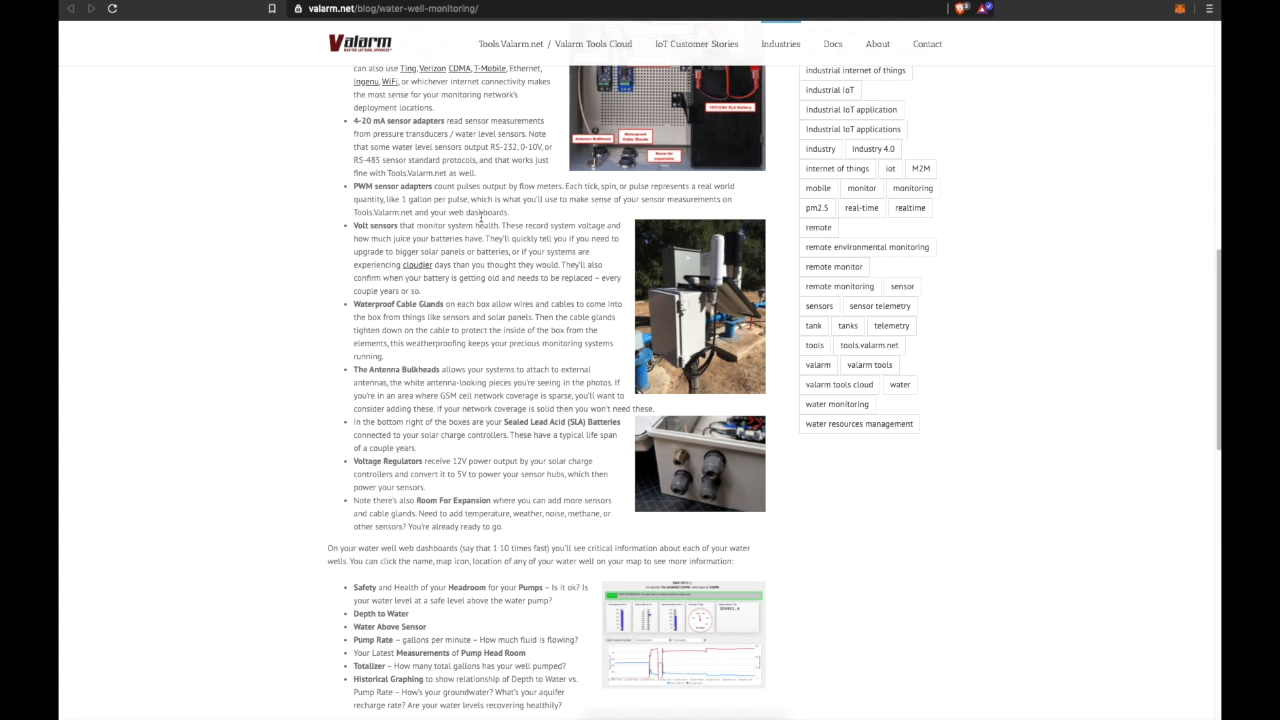 valarm.net/blog/water-well-monitoring/
Valarm
Tools.Valarm.net / Valarm Tools Cloud
IoT Customer Stories
Industries
Docs
About
Contact
can also use Ting, Verizon CDMA, T-Mobile, Ethernet,
Ingenu, WiFi, or whichever internet connectivity makes
the most sense for your monitoring network's
deployment locations.
4-20 mA sensor adapters read sensor measurements
from pressure transducers / water level sensors. Note
that some water level sensors output RS-232, 0-10V, or
RS-485 sensor standard protocols, and that works just
fine with Tools.Valarm.net as well.
PWM sensor adapters count pulses output by flow meters. Each tick, spin, or pulse represents a real world
quantity, like 1 gallon per pulse, which is what you'll use to make sense of your sensor measurements on
Tools.Valarm.net and your web dashboards.
Volt sensors that monitor system health. These record system voltage and
how much juice your batteries have. They'll quickly tell you if you need to
upgrade to bigger solar panels or batteries, or if your systems are
experiencing cloudier days than you thought they would. They'll also
confirm when your battery is getting old and needs to be replaced – every
couple years or so.
Waterproof Cable Glands on each box allow wires and cables to come into
the box from things like sensors and solar panels. Then the cable glands
tighten down on the cable to protect the inside of the box from the
elements, this weatherproofing keeps your precious monitoring systems
running.
The Antenna Bulkheads allows your systems to attach to external
antennas, the white antenna-looking pieces you're seeing in the photos. If
you're in an area where GSM cell network coverage is sparse, you'll want to
consider adding these. If your network coverage is solid then you won't need these.
In the bottom right of the boxes are your Sealed Lead Acid (SLA) Batteries
connected to your solar charge controllers. These have a typical life span
of a couple years.
Voltage Regulators receive 12V power output by your solar charge
controllers and convert it to 5V to power your sensor hubs, which then
power your sensors.
Note there's also Room For Expansion where you can add more sensors
and cable glands. Need to add temperature, weather, noise, methane, or
other sensors? You're already ready to go.
On your water well web dashboards (say that 1 10 times fast) you'll see critical information about each of your water
wells. You can click the name, map icon, location of any of your water well on your map to see more information:
Safety and Health of your Headroom for your Pumps – Is it ok? Is
your water level at a safe level above the water pump?
Depth to Water
Water Above Sensor
Pump Rate – gallons per minute – How much fluid is flowing?
Your Latest Measurements of Pump Head Room
Totalizer – How many total gallons has your well pumped?
Historical Graphing to show relationship of Depth to Water vs.
Pump Rate – How's your groundwater? What's your aquifer
recharge rate? Are your water levels recovering healthily?
Antenna Bulkhead
Waterproof
Cable Glands
Room for
expansion
industrial internet of things
industrial IoT
Industrial IoT application
Industrial IoT applications
industry Industry 4.0
internet of things iot M2M
mobile monitor monitoring
pm2.5 real-time realtime
remote
remote environmental monitoring
remote monitor
remote monitoring sensor
sensors sensor telemetry
tank tanks telemetry
tools tools.valarm.net
valarm valarm tools
valarm tools cloud water
water monitoring
water resources management